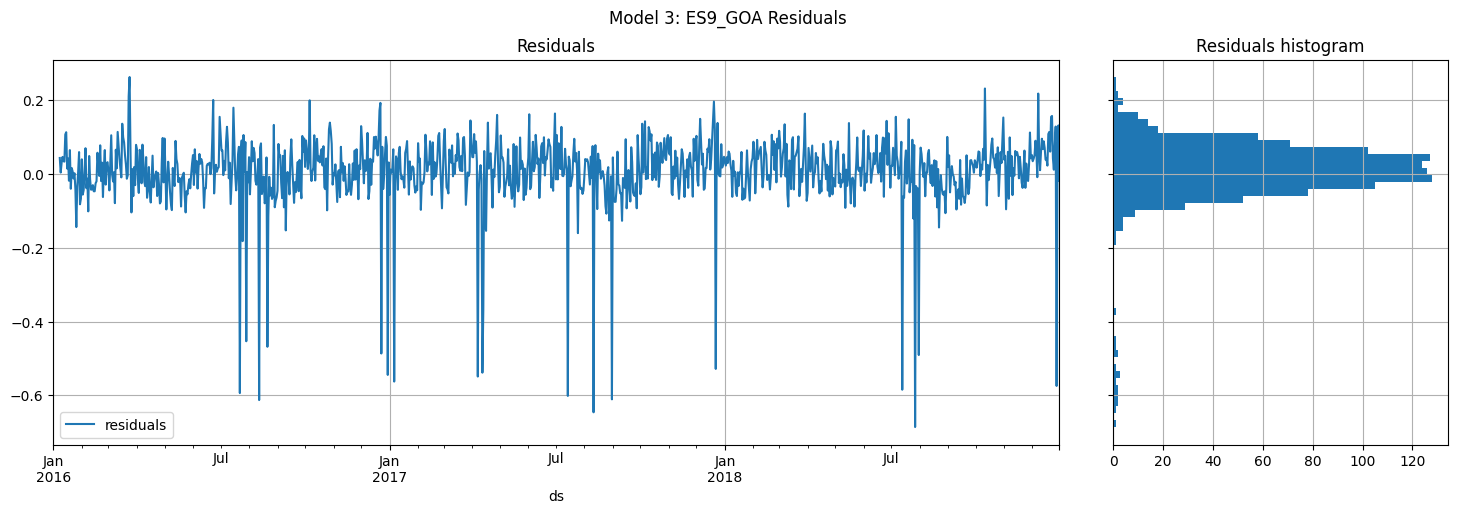 Model 3: ES9_GOA Residuals
Residuals
Residuals histogram
0.2
0.0
−0.2
−0.4
−0.6
residuals
Jan Jul Jan Jul Jan Jul
2016 2017 2018
ds
0 20 40 60 80 100 120